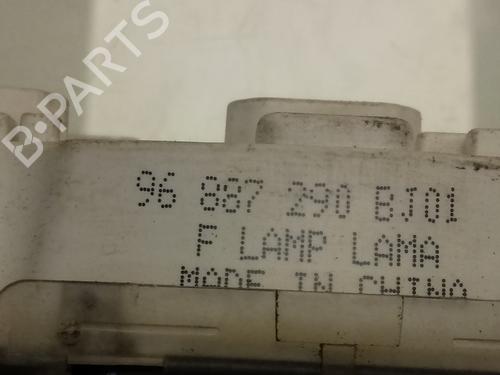 B-PARTS
96 887 290 BJ01
F LAMP LAMA
MADE IN CHINA